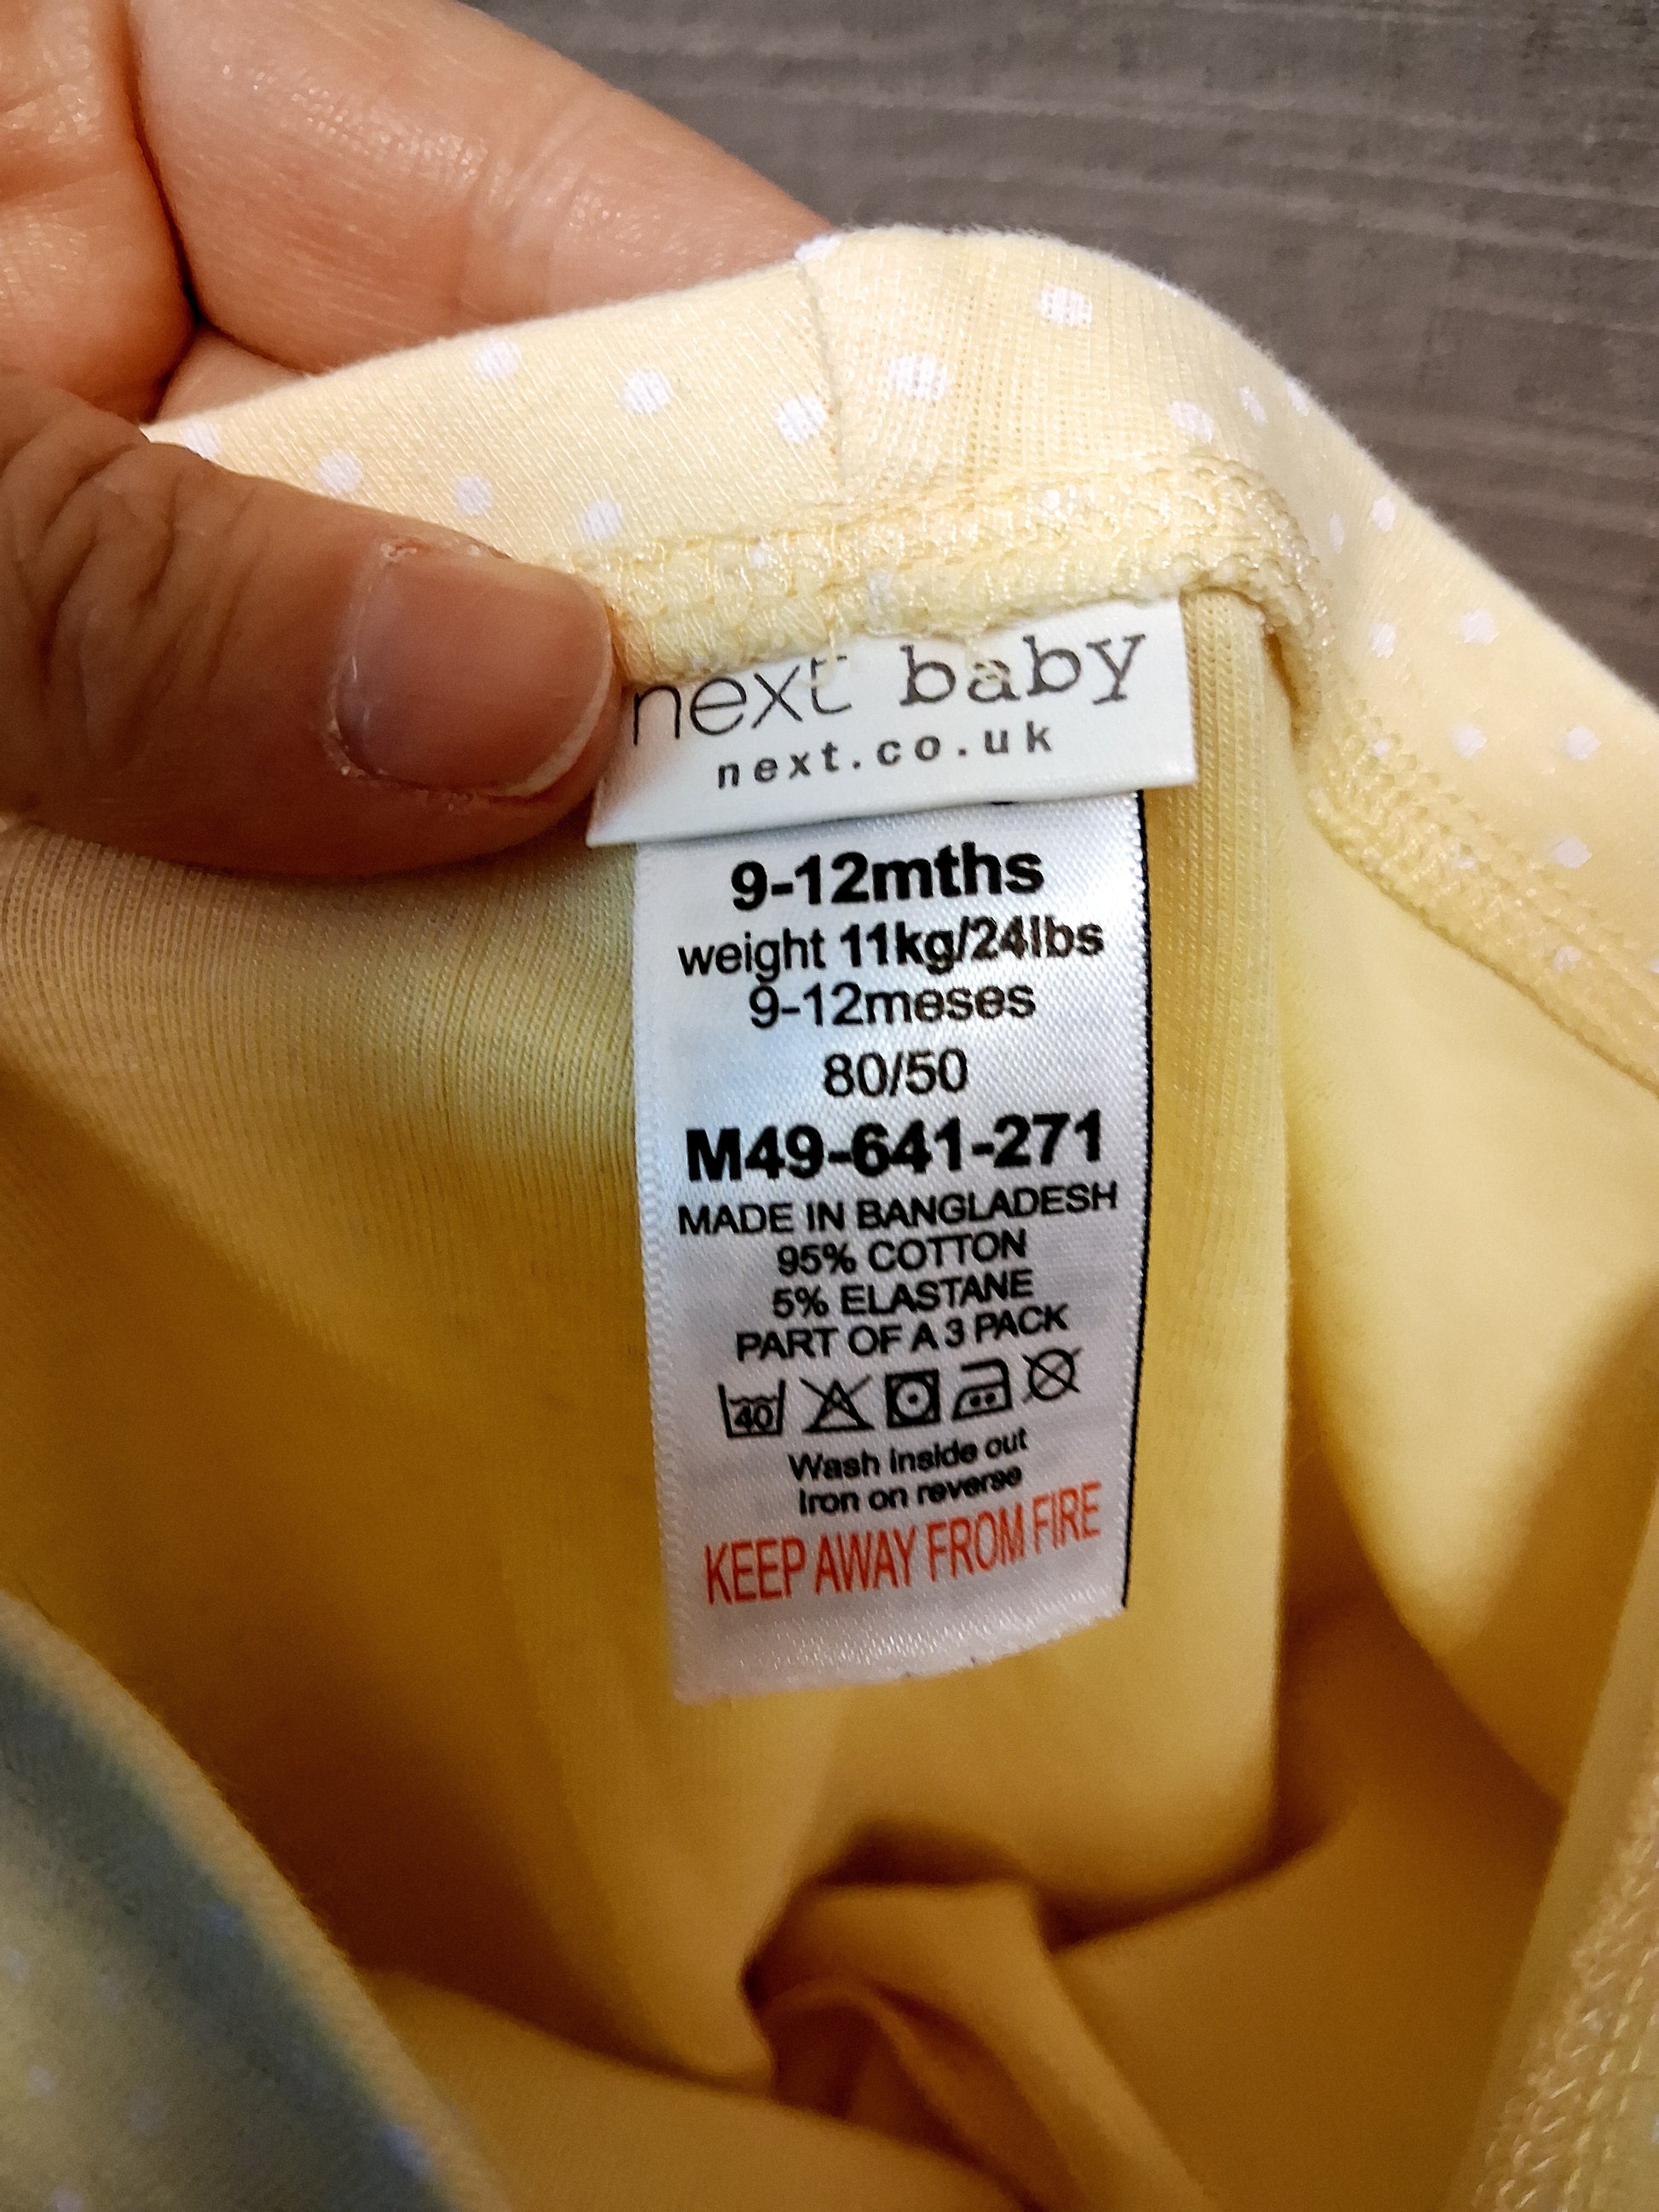 next baby
next.co.uk
9-12mths
weight 11kg/24lbs
9-12meses
80/50
M49-641-271
MADE IN BANGLADESH
95% COTTON
5% ELASTANE
PART OF A 3 PACK
40
Wash inside out
Iron on reverse
KEEP AWAY FROM FIRE